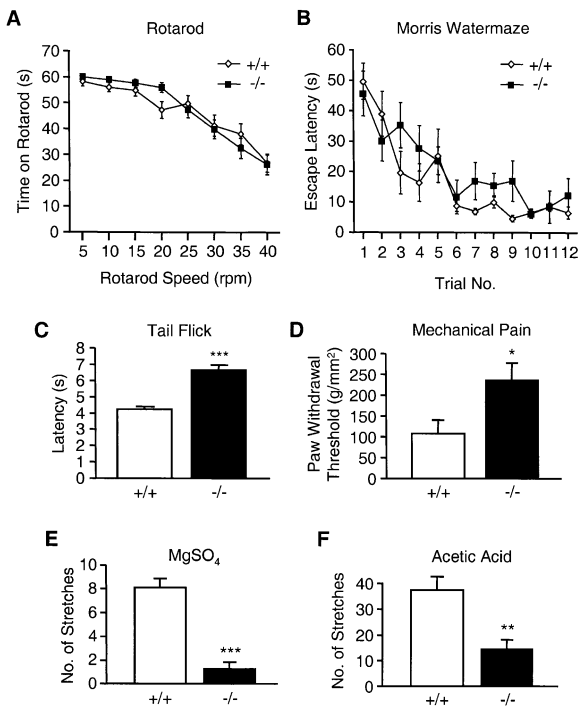 A
Rotarod
+/+
-/-
Time on Rotarod (s)
70
60
50
40
30
20
10
0
5 10 15 20 25 30 35 40
Rotarod Speed (rpm)
B
Morris Watermaze
+/+
-/-
Escape Latency (s)
60
50
40
30
20
10
0
1 2 3 4 5 6 7 8 9 10 11 12
Trial No.
C
Tail Flick
***
Latency (s)
8
7
6
5
4
3
2
1
0
+/+ -/-
D
Mechanical Pain
*
Paw Withdrawal
Threshold (g/mm²)
300
250
200
150
100
50
0
+/+ -/-
E
MgSO₄
***
No. of Stretches
10
8
6
4
2
0
+/+ -/-
F
Acetic Acid
**
No. of Stretches
40
30
20
10
0
+/+ -/-